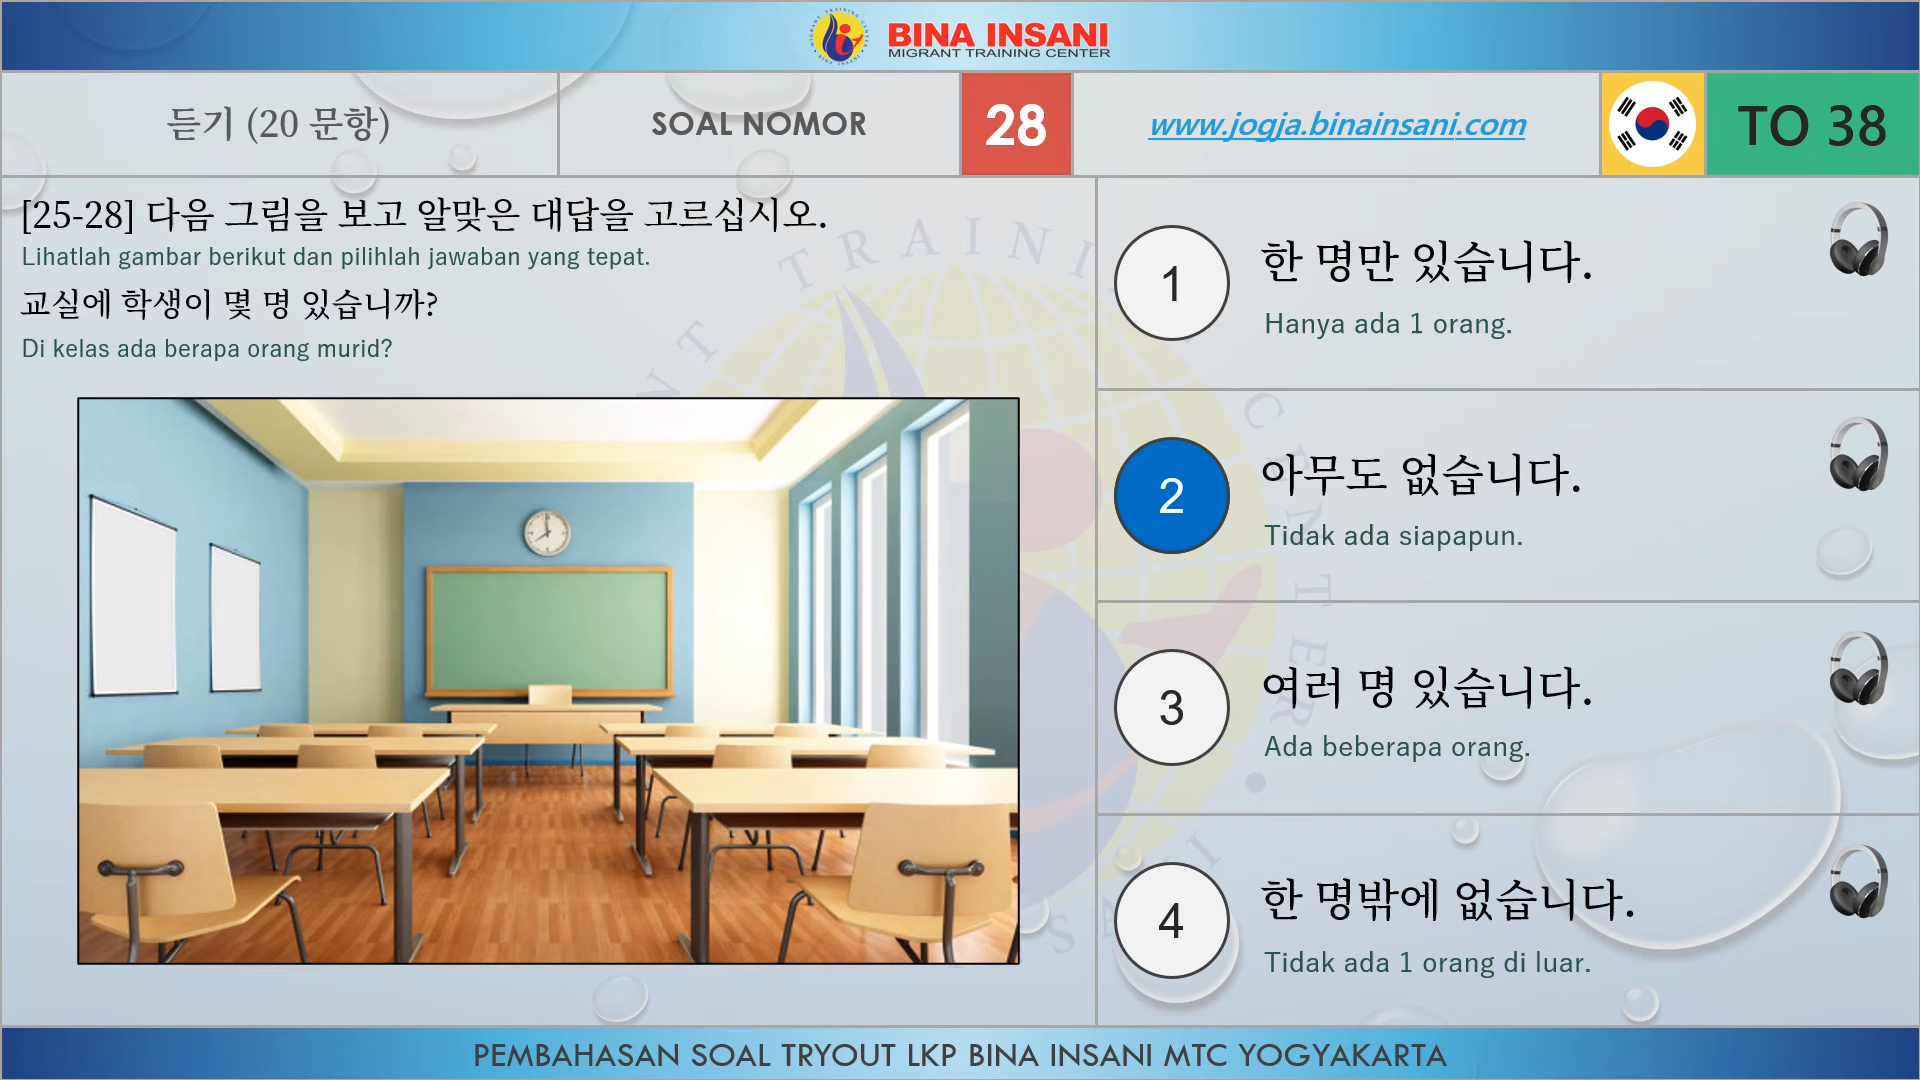 BINA INSANI
MIGRANT TRAINING CENTER
듣기 (20 문항)
SOAL NOMOR
28
www.jogja.binainsani.com
TO 38
[25-28] 다음 그림을 보고 알맞은 대답을 고르십시오.
Lihatlah gambar berikut dan pilihlah jawaban yang tepat.
교실에 학생이 몇 명 있습니까?
Di kelas ada berapa orang murid?
1
한 명만 있습니다.
Hanya ada 1 orang.
2
아무도 없습니다.
Tidak ada siapapun.
3
여러 명 있습니다.
Ada beberapa orang.
4
한 명밖에 없습니다.
Tidak ada 1 orang di luar.
PEMBAHASAN SOAL TRYOUT LKP BINA INSANI MTC YOGYAKARTA